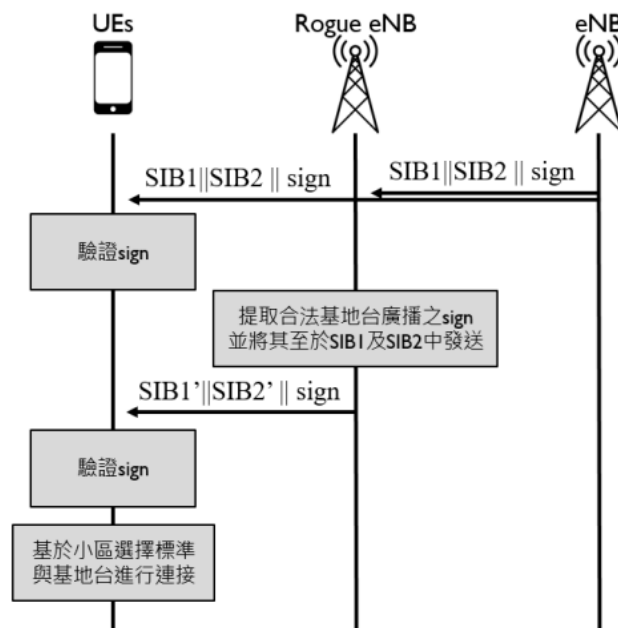 UEs
Rogue eNB
eNB
SIB1||SIB2 || sign
SIB1||SIB2 || sign
驗證sign
提取合法基地台廣播之sign
並將其至於SIB1及SIB2中發送
SIB1’||SIB2’ || sign
驗證sign
基於小區選擇標準
與基地台進行連接